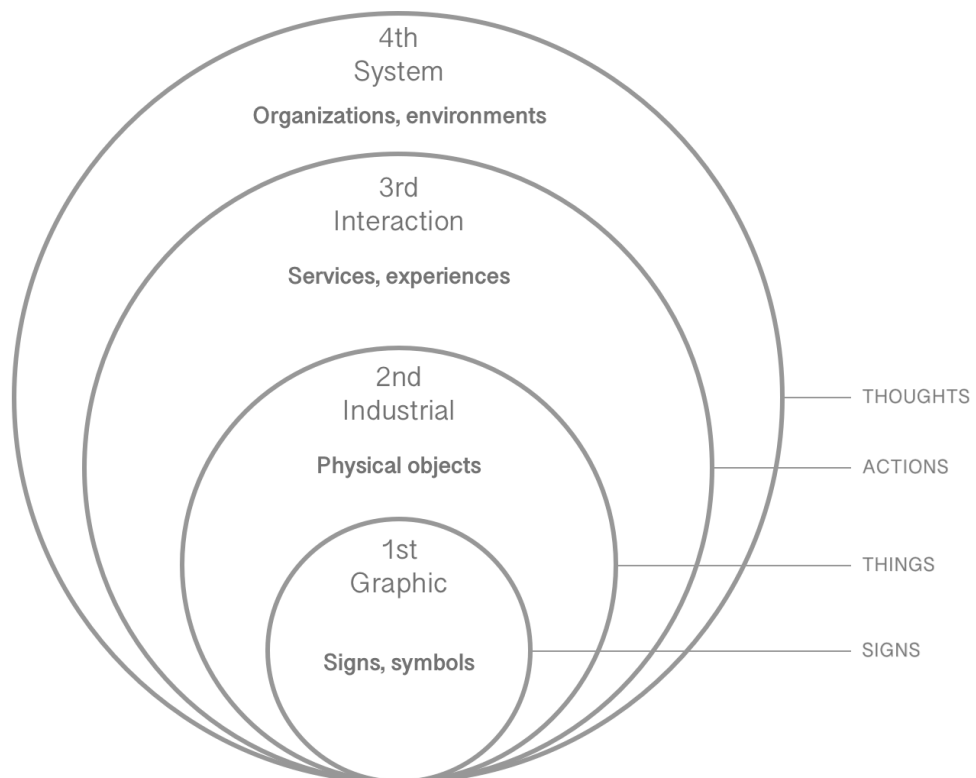 4th
System
Organizations, environments
3rd
Interaction
Services, experiences
2nd
Industrial
Physical objects
1st
Graphic
Signs, symbols
THOUGHTS
ACTIONS
THINGS
SIGNS